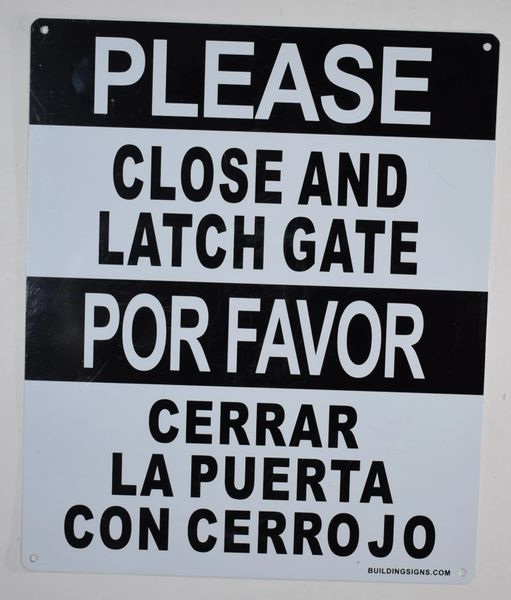 PLEASE
CLOSE AND
LATCH GATE
POR FAVOR
CERRAR
LA PUERTA
CON CERROJO
BUILDINGSIGNS.COM